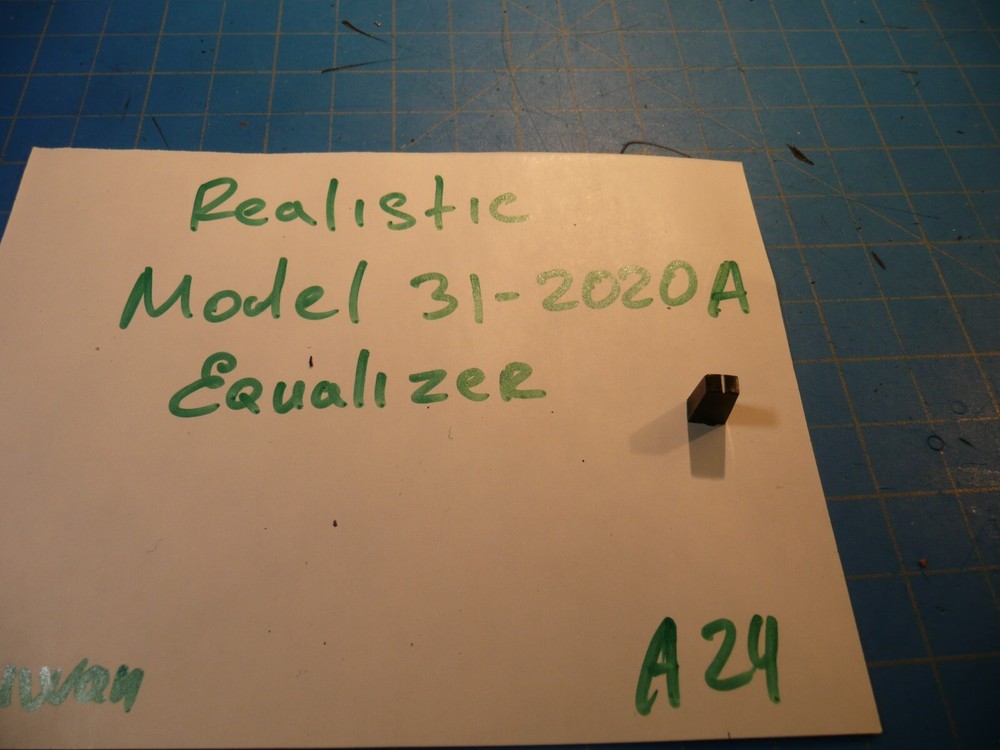 Realistic
Model 31-2020A
Equalizer
A24